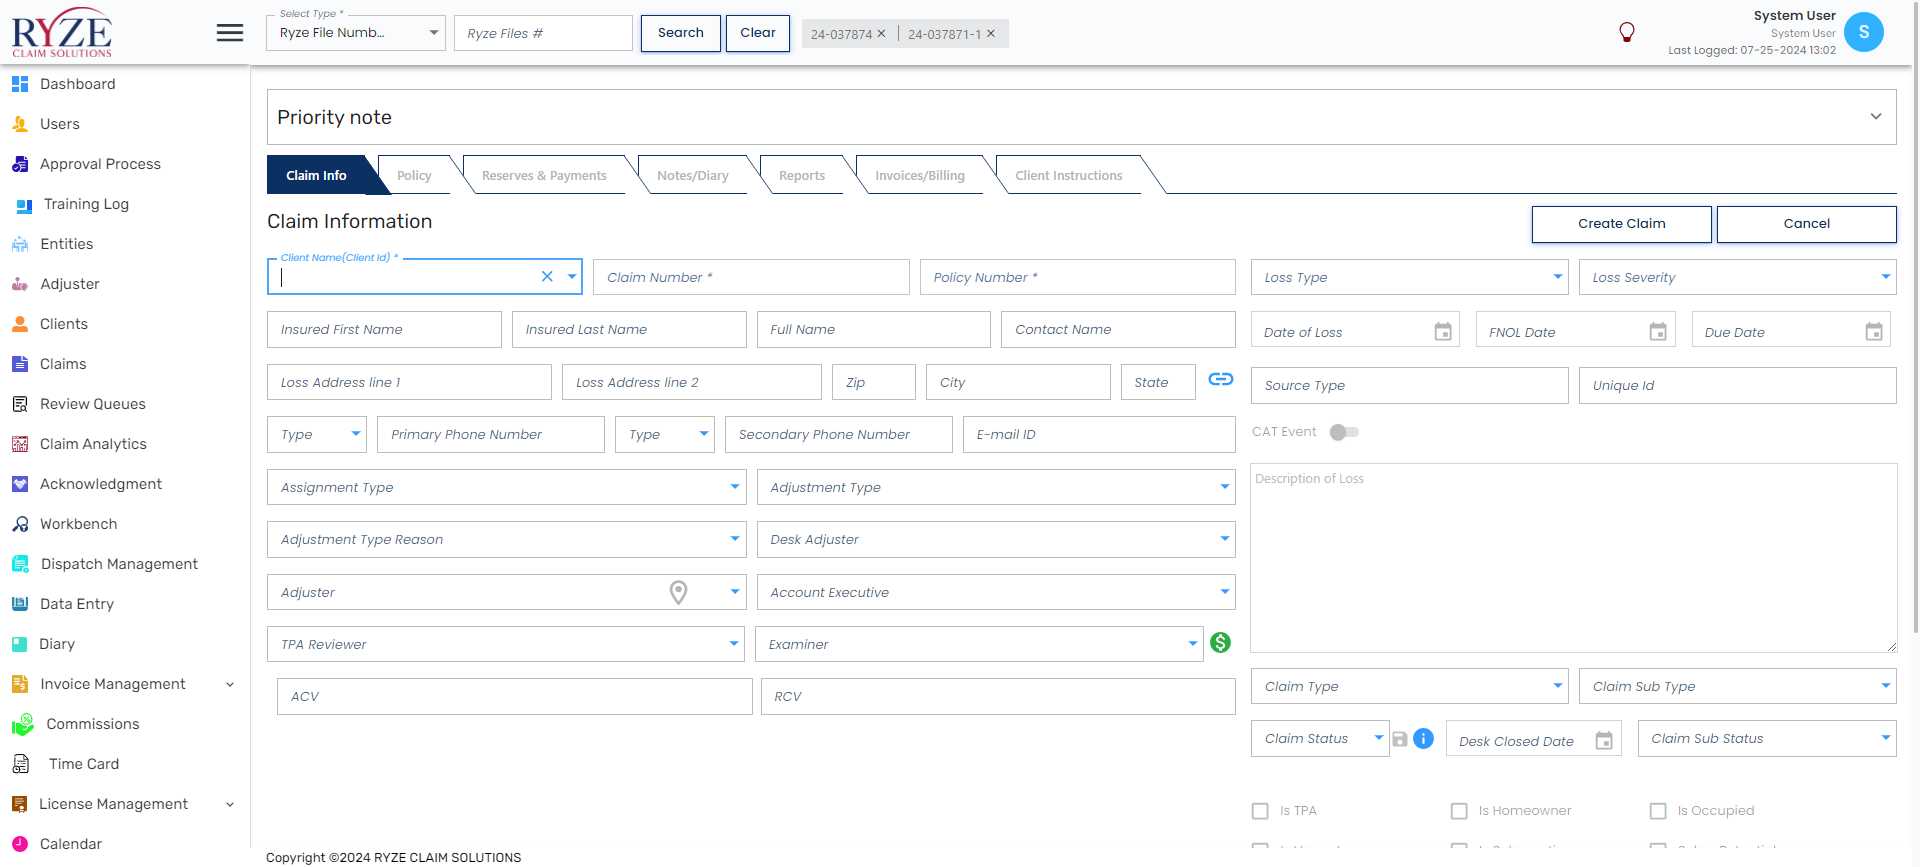 RYZE
CLAIM SOLUTIONS
Select Type *
Ryze File Numb...
Ryze Files #
Search
Clear
24-037874 ✕
24-037871-1 ✕
System User
System User
Last Logged: 07-25-2024 13:02
S
Dashboard
Users
Approval Process
Training Log
Entities
Adjuster
Clients
Claims
Review Queues
Claim Analytics
Acknowledgment
Workbench
Dispatch Management
Data Entry
Diary
Invoice Management
Commissions
Time Card
License Management
Calendar
Priority note
Claim Info
Policy
Reserves & Payments
Notes/Diary
Reports
Invoices/Billing
Client Instructions
Claim Information
Create Claim
Cancel
Client Name(Client Id) *
Claim Number *
Policy Number *
Loss Type
Loss Severity
Insured First Name
Insured Last Name
Full Name
Contact Name
Date of Loss
FNOL Date
Due Date
Loss Address line 1
Loss Address line 2
Zip
City
State
Source Type
Unique Id
Type
Primary Phone Number
Type
Secondary Phone Number
E-mail ID
CAT Event
Assignment Type
Adjustment Type
Description of Loss
Adjustment Type Reason
Desk Adjuster
Adjuster
Account Executive
TPA Reviewer
Examiner
ACV
RCV
Claim Type
Claim Sub Type
Claim Status
Desk Closed Date
Claim Sub Status
Is TPA
Is Homeowner
Is Occupied
Copyright ©2024 RYZE CLAIM SOLUTIONS